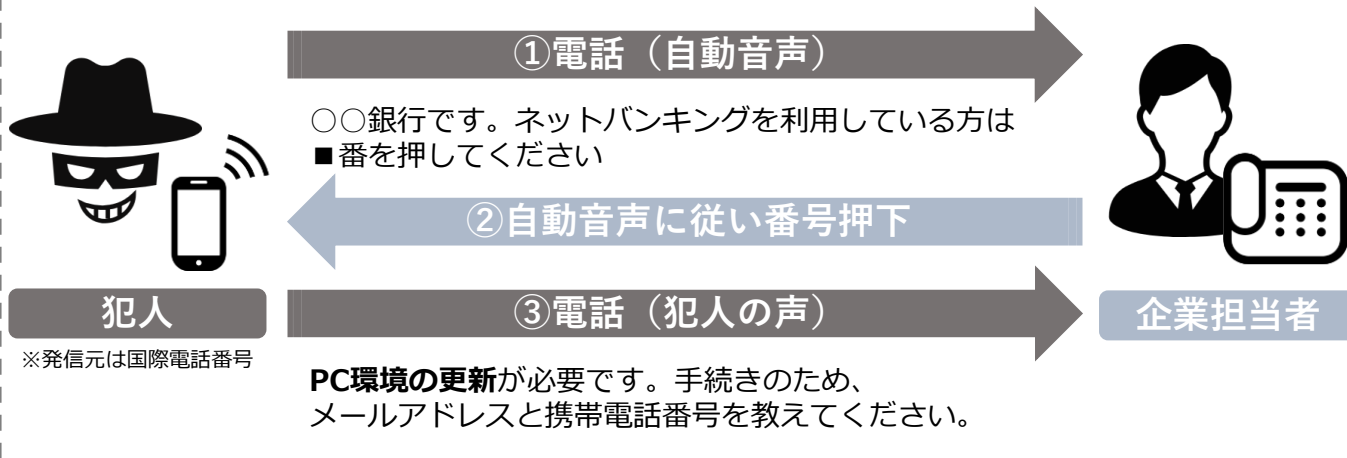 ①電話（自動音声）
○○銀行です。ネットバンキングを利用している方は
■番を押してください
②自動音声に従い番号押下
犯人
③電話（犯人の声）
企業担当者
※発信元は国際電話番号
PC環境の更新が必要です。手続きのため、
メールアドレスと携帯電話番号を教えてください。